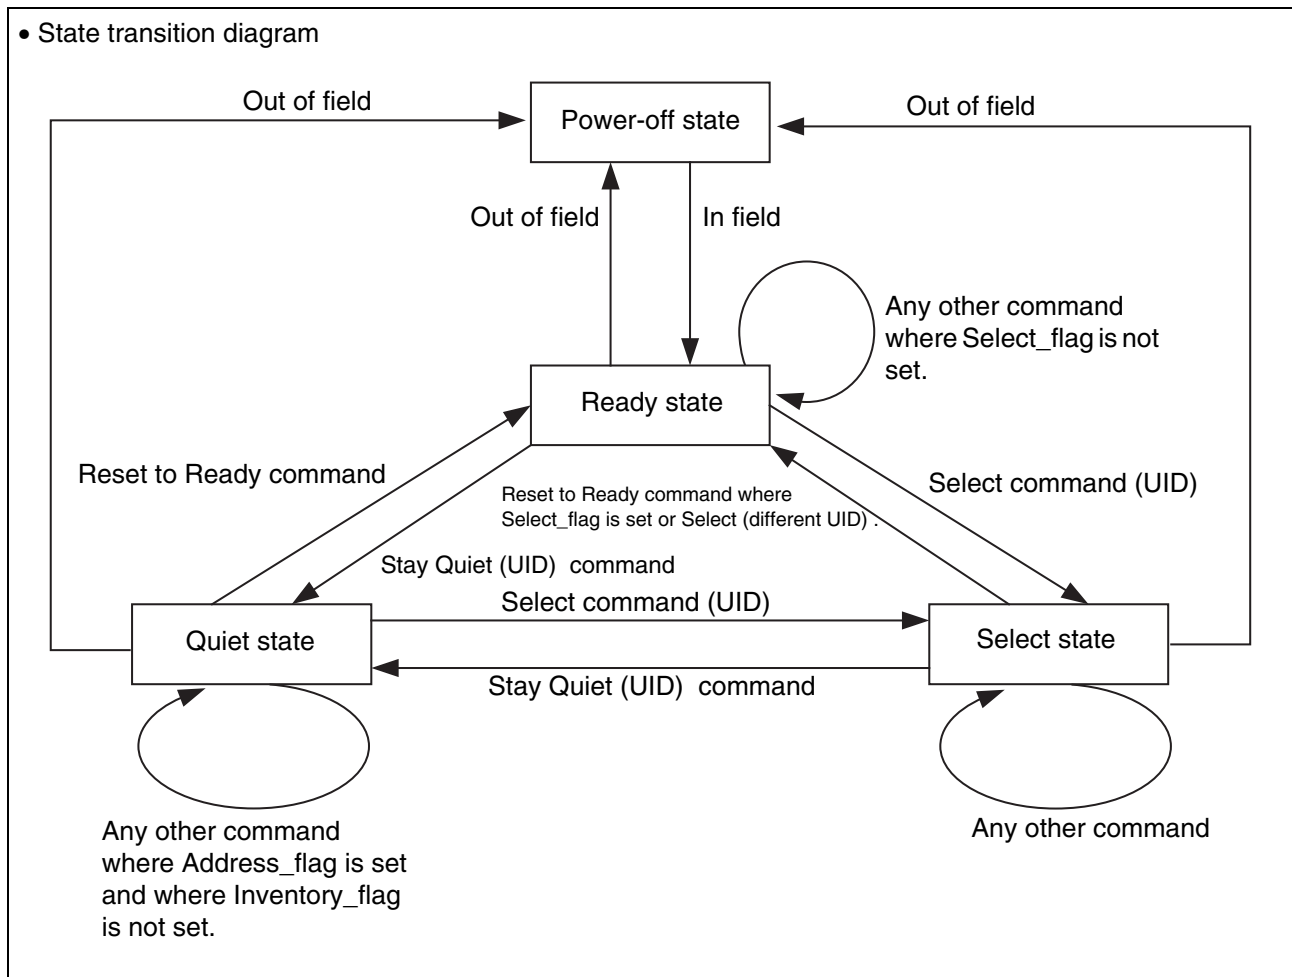 • State transition diagram
Out of field
Power-off state
Out of field
Out of field
In field
Any other command
where Select_flag is not
set.
Ready state
Reset to Ready command
Select command (UID)
Reset to Ready command where
Select_flag is set or Select (different UID) .
Stay Quiet (UID) command
Select command (UID)
Quiet state
Select state
Stay Quiet (UID) command
Any other command
where Address_flag is set
and where Inventory_flag
is not set.
Any other command